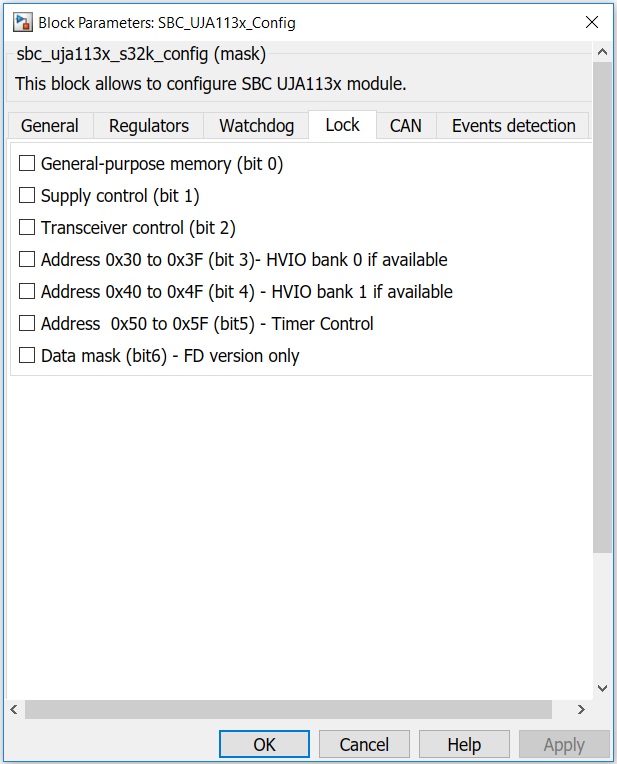 Block Parameters: SBC_UJA113x_Config
sbc_uja113x_s32k_config (mask)
This block allows to configure SBC UJA113x module.
General Regulators Watchdog Lock CAN Events detection
General-purpose memory (bit 0)
Supply control (bit 1)
Transceiver control (bit 2)
Address 0x30 to 0x3F (bit 3)- HVIO bank 0 if available
Address 0x40 to 0x4F (bit 4) - HVIO bank 1 if available
Address  0x50 to 0x5F (bit5) - Timer Control
Data mask (bit6) - FD version only
OK Cancel Help Apply